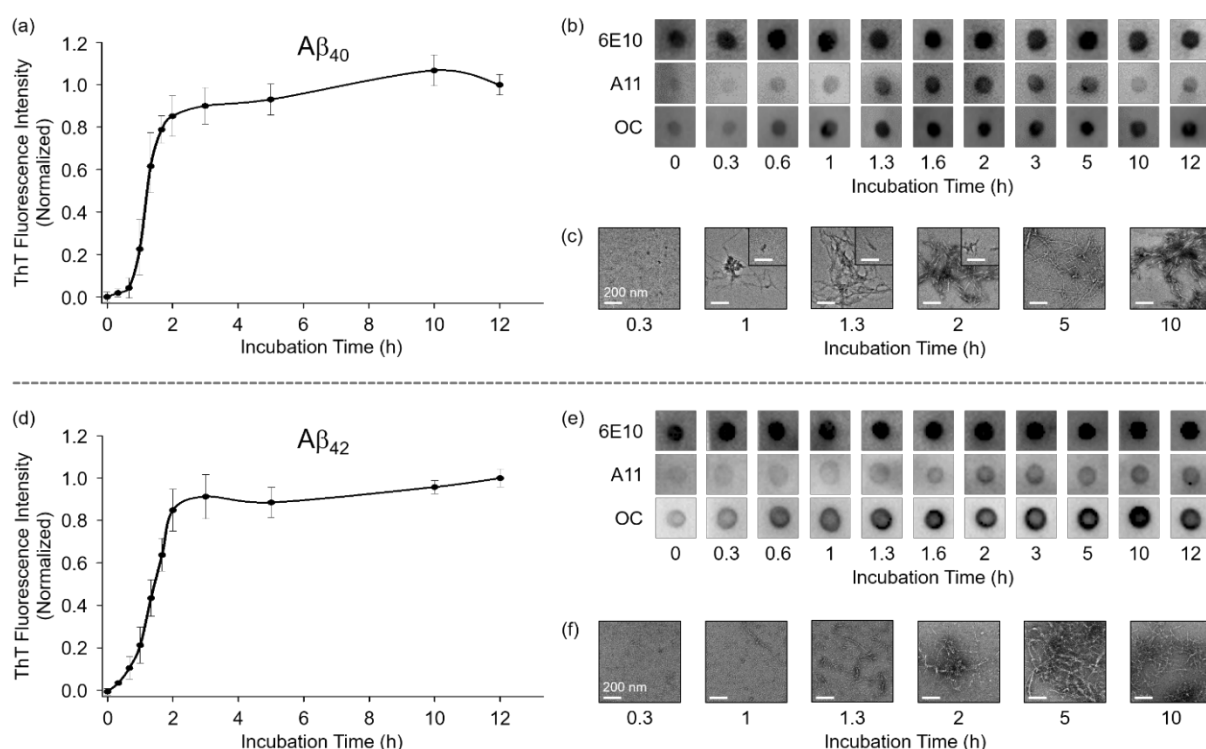 (a)
Aβ40
1.2
1.0
0.8
0.6
0.4
0.2
0.0
ThT Fluorescence Intensity
(Normalized)
0 2 4 6 8 10 12
Incubation Time (h)
(b)
6E10
A11
OC
0 0.3 0.6 1 1.3 1.6 2 3 5 10 12
Incubation Time (h)
(c)
200 nm
0.3 1 1.3 2 5 10
Incubation Time (h)
(d)
Aβ42
1.2
1.0
0.8
0.6
0.4
0.2
0.0
ThT Fluorescence Intensity
(Normalized)
0 2 4 6 8 10 12
Incubation Time (h)
(e)
6E10
A11
OC
0 0.3 0.6 1 1.3 1.6 2 3 5 10 12
Incubation Time (h)
(f)
200 nm
0.3 1 1.3 2 5 10
Incubation Time (h)